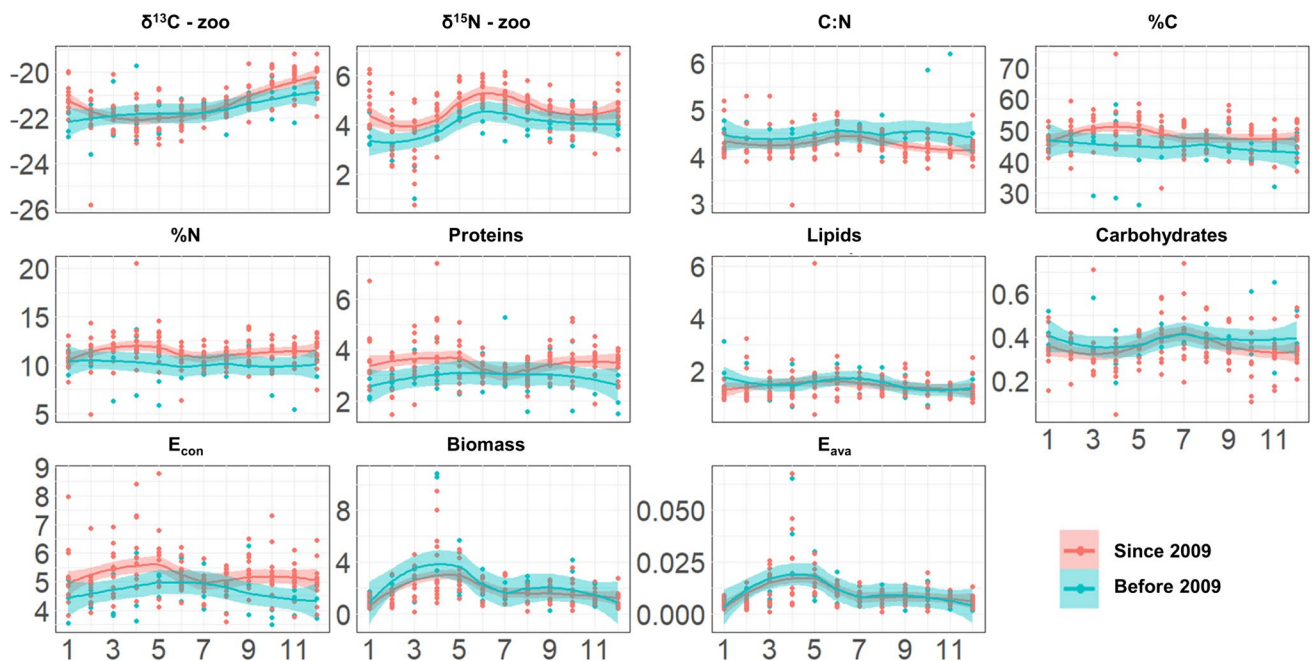 δ¹³C - zoo δ¹⁵N - zoo C:N %C
-20 -22 -24 -26
6 4 2
6 5 4 3
70 60 50 40 30
%N Proteins Lipids Carbohydrates
20 15 10 5
6 4 2
6 4 2
0.6 0.4 0.2
1 3 5 7 9 11
E_con Biomass E_ava
9 8 7 6 5 4
8 6 4 2 0
0.050 0.025 0.000
Since 2009
Before 2009
1 3 5 7 9 11 1 3 5 7 9 11 1 3 5 7 9 11